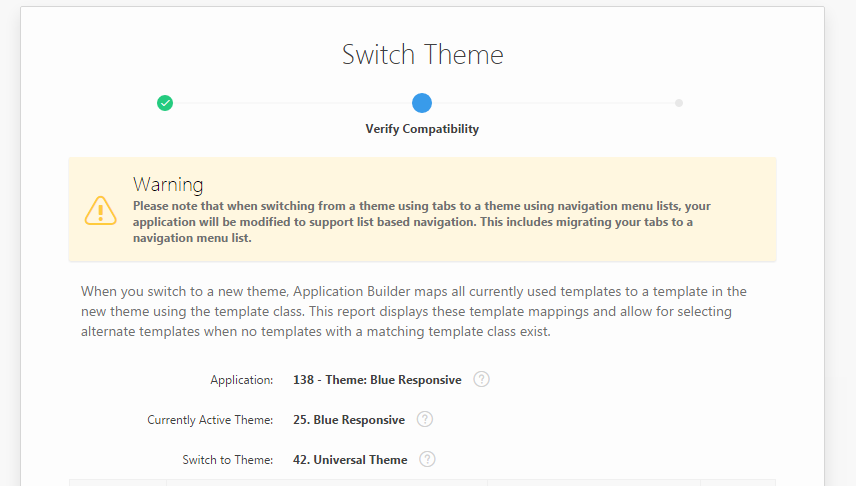 Switch Theme
Verify Compatibility
Warning
Please note that when switching from a theme using tabs to a theme using navigation menu lists, your
application will be modified to support list based navigation. This includes migrating your tabs to a
navigation menu list.
When you switch to a new theme, Application Builder maps all currently used templates to a template in the
new theme using the template class. This report displays these template mappings and allow for selecting
alternate templates when no templates with a matching template class exist.
Application: 138 - Theme: Blue Responsive ?
Currently Active Theme: 25. Blue Responsive ?
Switch to Theme: 42. Universal Theme ?